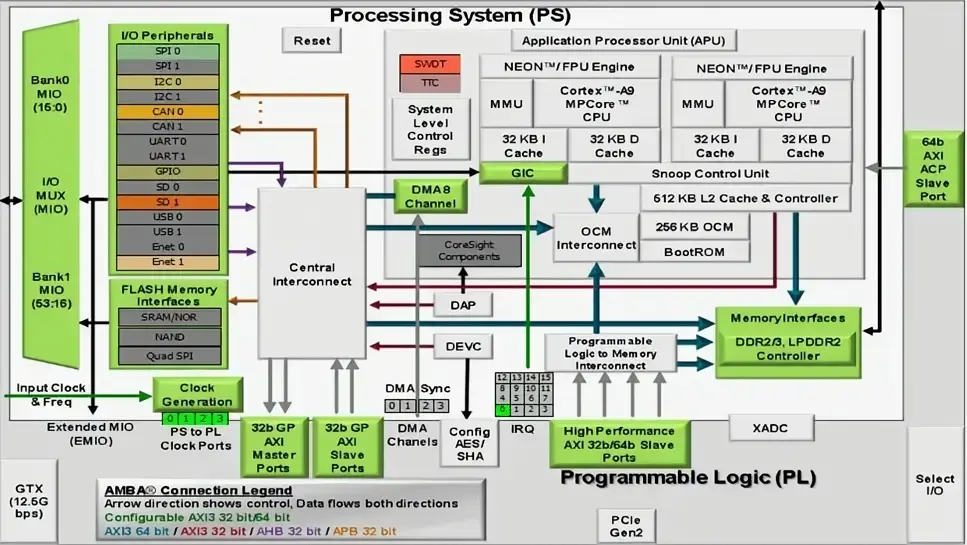 Processing System (PS)
Reset
Application Processor Unit (APU)
I/O Peripherals
SPI 0
SPI 1
I2C 0
I2C 1
CAN 0
CAN 1
UART 0
UART 1
GPIO
SD 0
SD 1
USB 0
USB 1
Enet 0
Enet 1
FLASH Memory
Interfaces
SRAM/NOR
NAND
Quad SPI
Bank0
MIO
(15:0)
I/O
MUX
(MIO)
Bank1
MIO
(53:16)
Input Clock
& Freq
Extended MIO
(EMIO)
Clock
Generation
0 1 2 3
PS to PL
Clock Ports
SWDT
TTC
System
Level
Control
Regs
NEON™/ FPU Engine
MMU
Cortex™-A9
MPCore™
CPU
32 KB I
Cache
32 KB D
Cache
NEON™/ FPU Engine
MMU
Cortex™-A9
MPCore™
CPU
32 KB I
Cache
32 KB D
Cache
GIC
Snoop Control Unit
DMA8
Channel
512 KB L2 Cache & Controller
OCM
Interconnect
256 KB OCM
BootROM
CoreSight
Components
Central
Interconnect
DAP
DEVC
Programmable
Logic to Memory
Interconnect
Memory Interfaces
DDR2/3, LPDDR2
Controller
64b
AXI
ACP
Slave
Port
32b GP
AXI
Master
Ports
32b GP
AXI
Slave
Ports
DMA Sync
0 1 2 3
DMA
Channels
Config
AES/
SHA
12 13 14 15
8 9 10 11
4 5 6 7
0 1 2 3
IRQ
High Performance
AXI 32b/64b Slave
Ports
XADC
Programmable Logic (PL)
GTX
(12.5G
bps)
AMBA® Connection Legend
Arrow direction shows control, Data flows both directions
Configurable AXI3 32 bit/64 bit
AXI3 64 bit / AXI3 32 bit / AHB 32 bit / APB 32 bit
PCIe
Gen2
Select
I/O